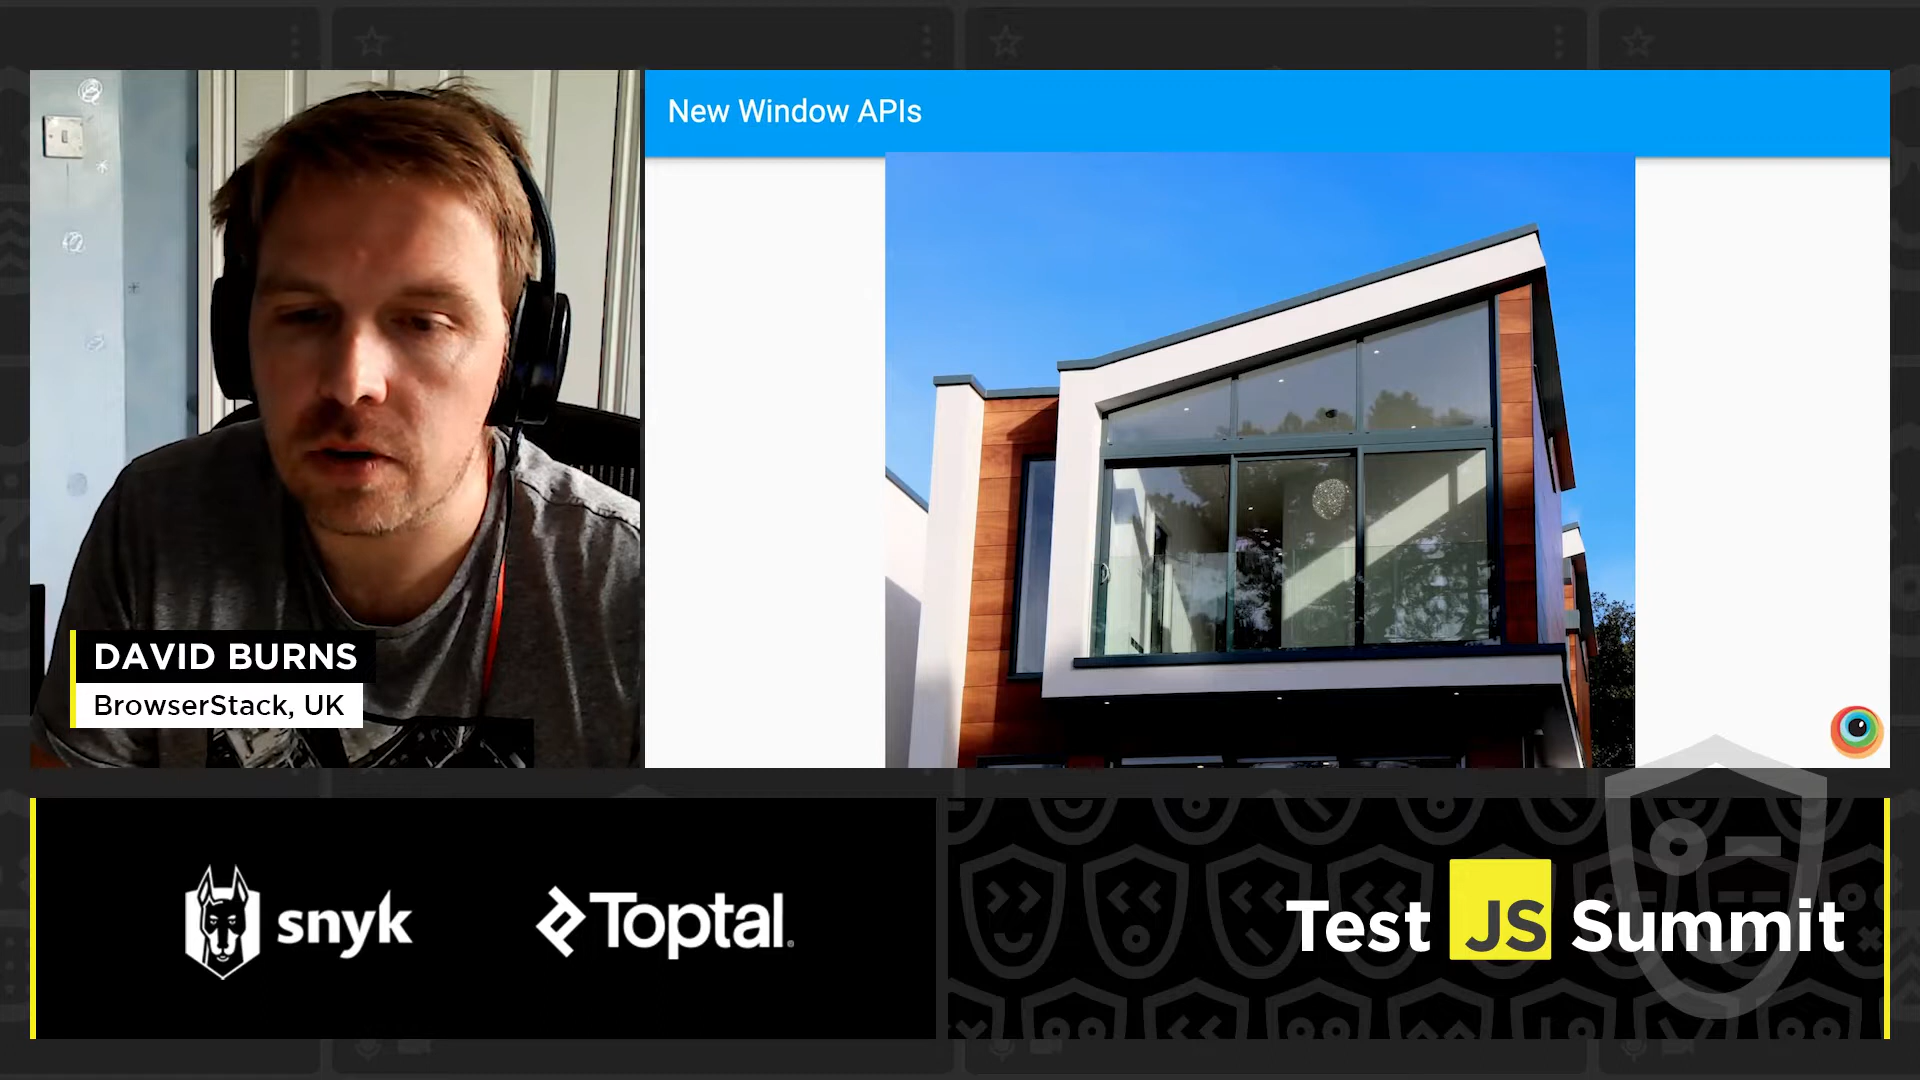 New Window APIs
DAVID BURNS
BrowserStack, UK
snyk
Toptal
Test JS Summit